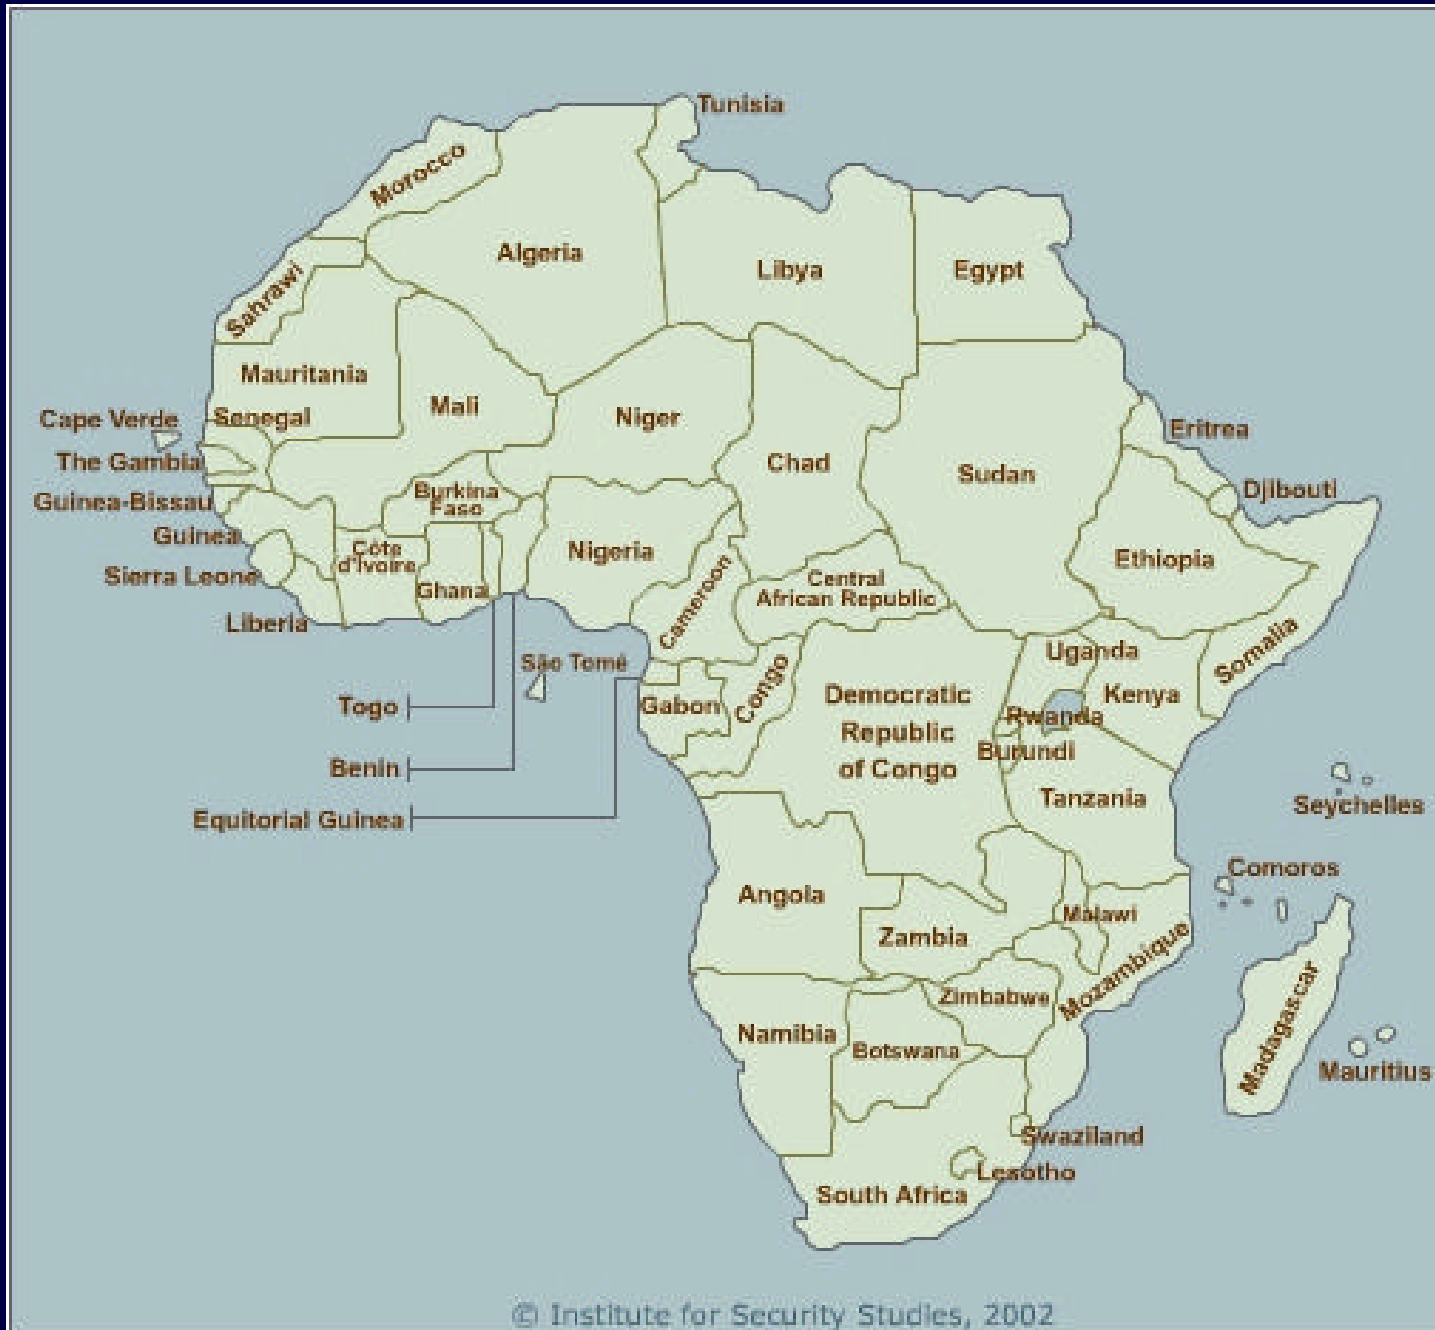 Tunisia
Morocco
Algeria
Libya
Egypt
Sahrawi
Mauritania
Mali
Niger
Chad
Sudan
Eritrea
Cape Verde
Senegal
The Gambia
Guinea-Bissau
Guinea
Sierra Leone
Liberia
Burkina
Faso
Côte
d'Ivoire
Ghana
Nigeria
Cameroon
Central
African Republic
Djibouti
Ethiopia
Somalia
São Tomé
Togo
Benin
Equitorial Guinea
Gabon
Congo
Democratic
Republic
of Congo
Uganda
Kenya
Rwanda
Burundi
Tanzania
Seychelles
Comoros
Angola
Zambia
Malawi
Mozambique
Zimbabwe
Namibia
Botswana
Madagascar
Mauritius
Swaziland
Lesotho
South Africa
© Institute for Security Studies, 2002